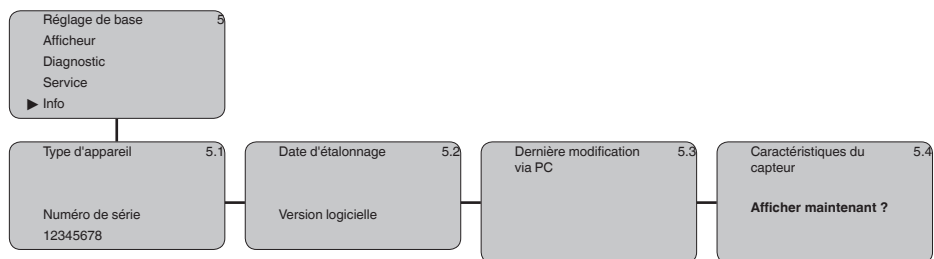 Réglage de base 5
Afficheur
Diagnostic
Service
▶ Info
Type d'appareil 5.1
Numéro de série
12345678
Date d'étalonnage 5.2
Version logicielle
Dernière modification 5.3
via PC
Caractéristiques du 5.4
capteur
Afficher maintenant ?